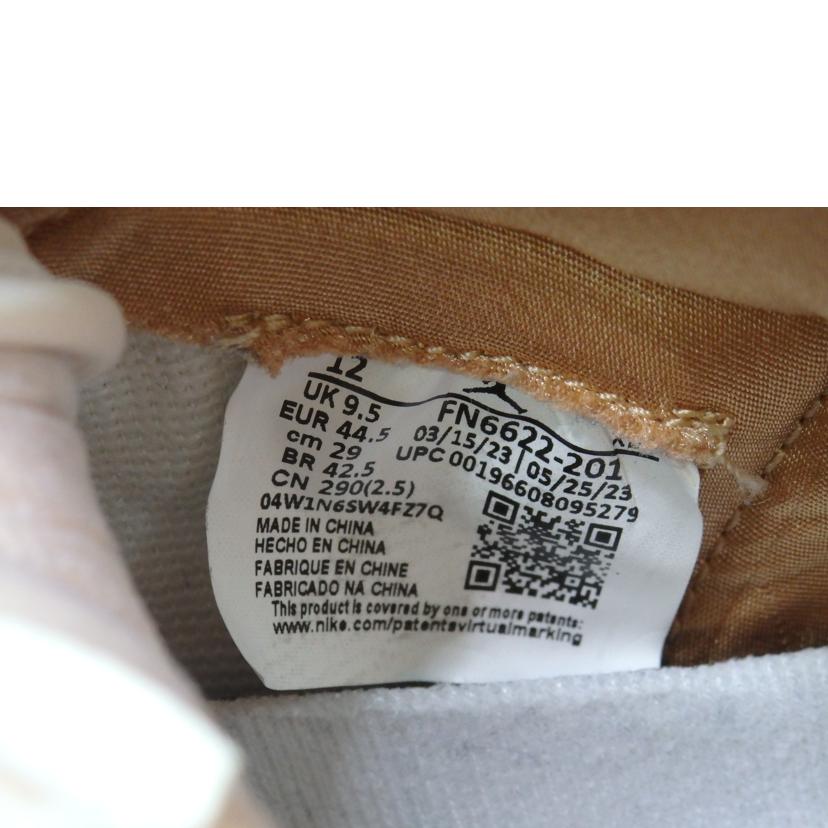 12
UK 9.5
EUR 44.5
cm 29
BR 42.5
CN 290(2.5)
FN6622-201
03/15/23 | 05/25/23
UPC 00196608095279
04W1N6SW4FZ7Q
MADE IN CHINA
HECHO EN CHINA
FABRIQUE EN CHINE
FABRICADO NA CHINA
This product is covered by one or more patents:
www.nike.com/patentsvirtualmarking